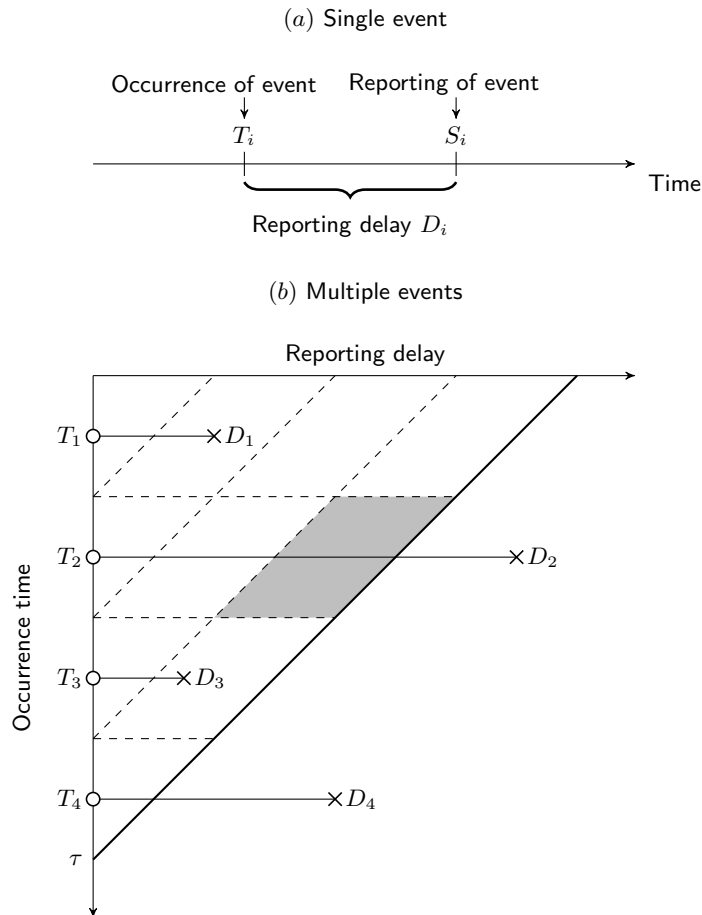 (a) Single event
Occurrence of event
Reporting of event
T_i
S_i
Time
Reporting delay D_i
(b) Multiple events
Reporting delay
T_1
D_1
T_2
D_2
Occurrence time
T_3
D_3
T_4
D_4
τ